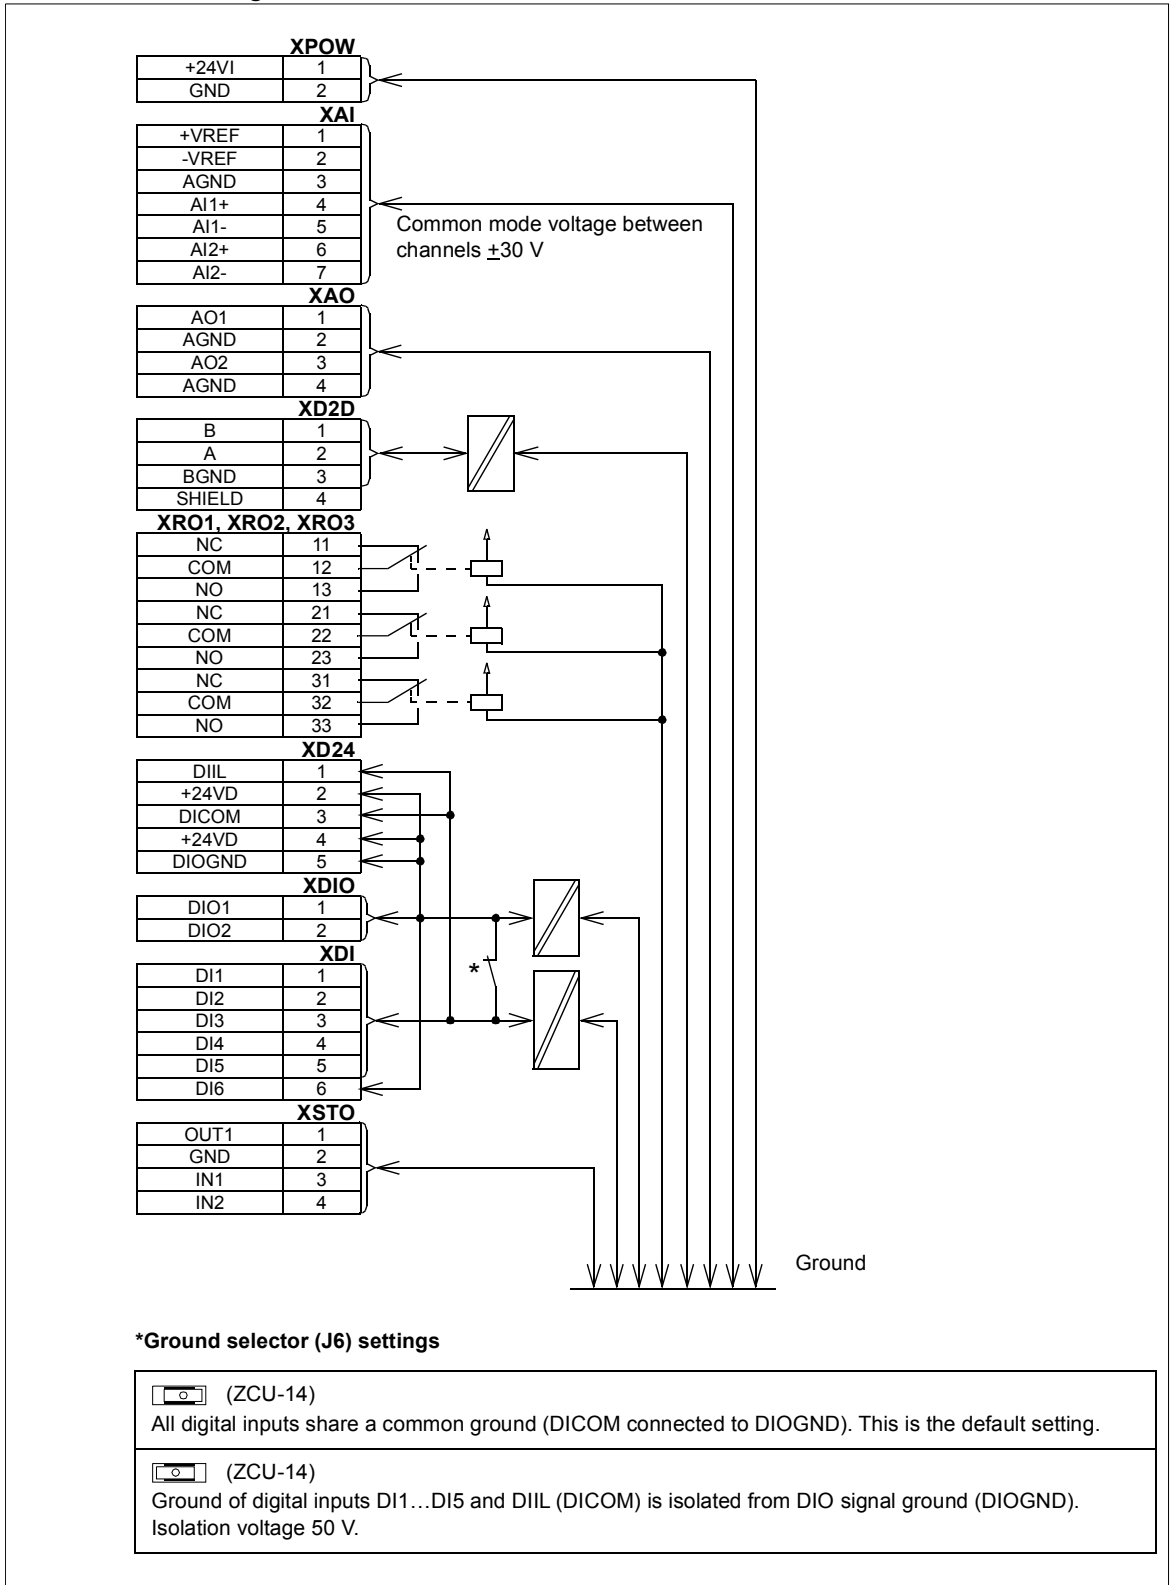 XPOW
+24VI 1
GND 2
XAI
+VREF 1
-VREF 2
AGND 3
AI1+ 4
AI1- 5
AI2+ 6
AI2- 7
Common mode voltage between
channels ±30 V
XAO
AO1 1
AGND 2
AO2 3
AGND 4
XD2D
B 1
A 2
BGND 3
SHIELD 4
XRO1, XRO2, XRO3
NC 11
COM 12
NO 13
NC 21
COM 22
NO 23
NC 31
COM 32
NO 33
XD24
DIIL 1
+24VD 2
DICOM 3
+24VD 4
DIOGND 5
XDIO
DIO1 1
DIO2 2
XDI
DI1 1
DI2 2
DI3 3
DI4 4
DI5 5
DI6 6
*
XSTO
OUT1 1
GND 2
IN1 3
IN2 4
Ground
*Ground selector (J6) settings
(ZCU-14)
All digital inputs share a common ground (DICOM connected to DIOGND). This is the default setting.
(ZCU-14)
Ground of digital inputs DI1…DI5 and DIIL (DICOM) is isolated from DIO signal ground (DIOGND).
Isolation voltage 50 V.